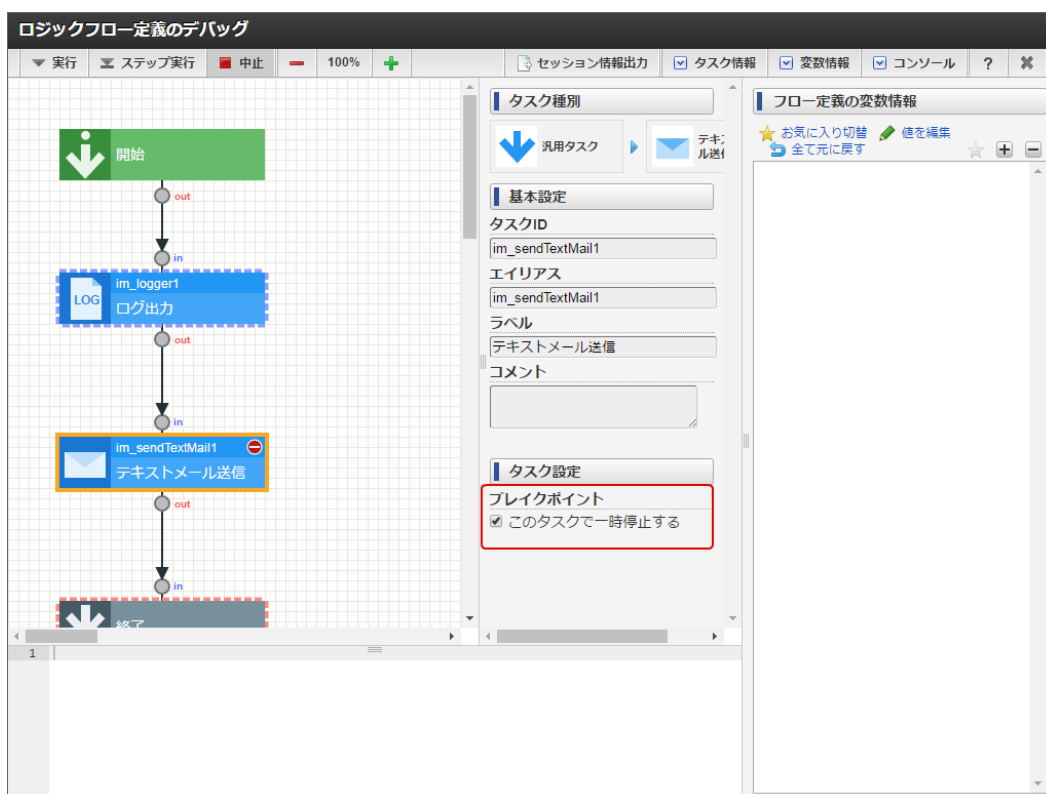 ロジックフロー定義のデバッグ
実行 ステップ実行 中止 100% セッション情報出力 タスク情報 変数情報 コンソール ?
開始
out
in
im_logger1
LOG
ログ出力
out
in
im_sendTextMail1
テキストメール送信
out
in
終了
タスク種別
汎用タスク
テキ
ル送
基本設定
タスクID
im_sendTextMail1
エイリアス
im_sendTextMail1
ラベル
テキストメール送信
コメント
タスク設定
ブレイクポイント
このタスクで一時停止する
フロー定義の変数情報
お気に入り切替 値を編集
全て元に戻す
1